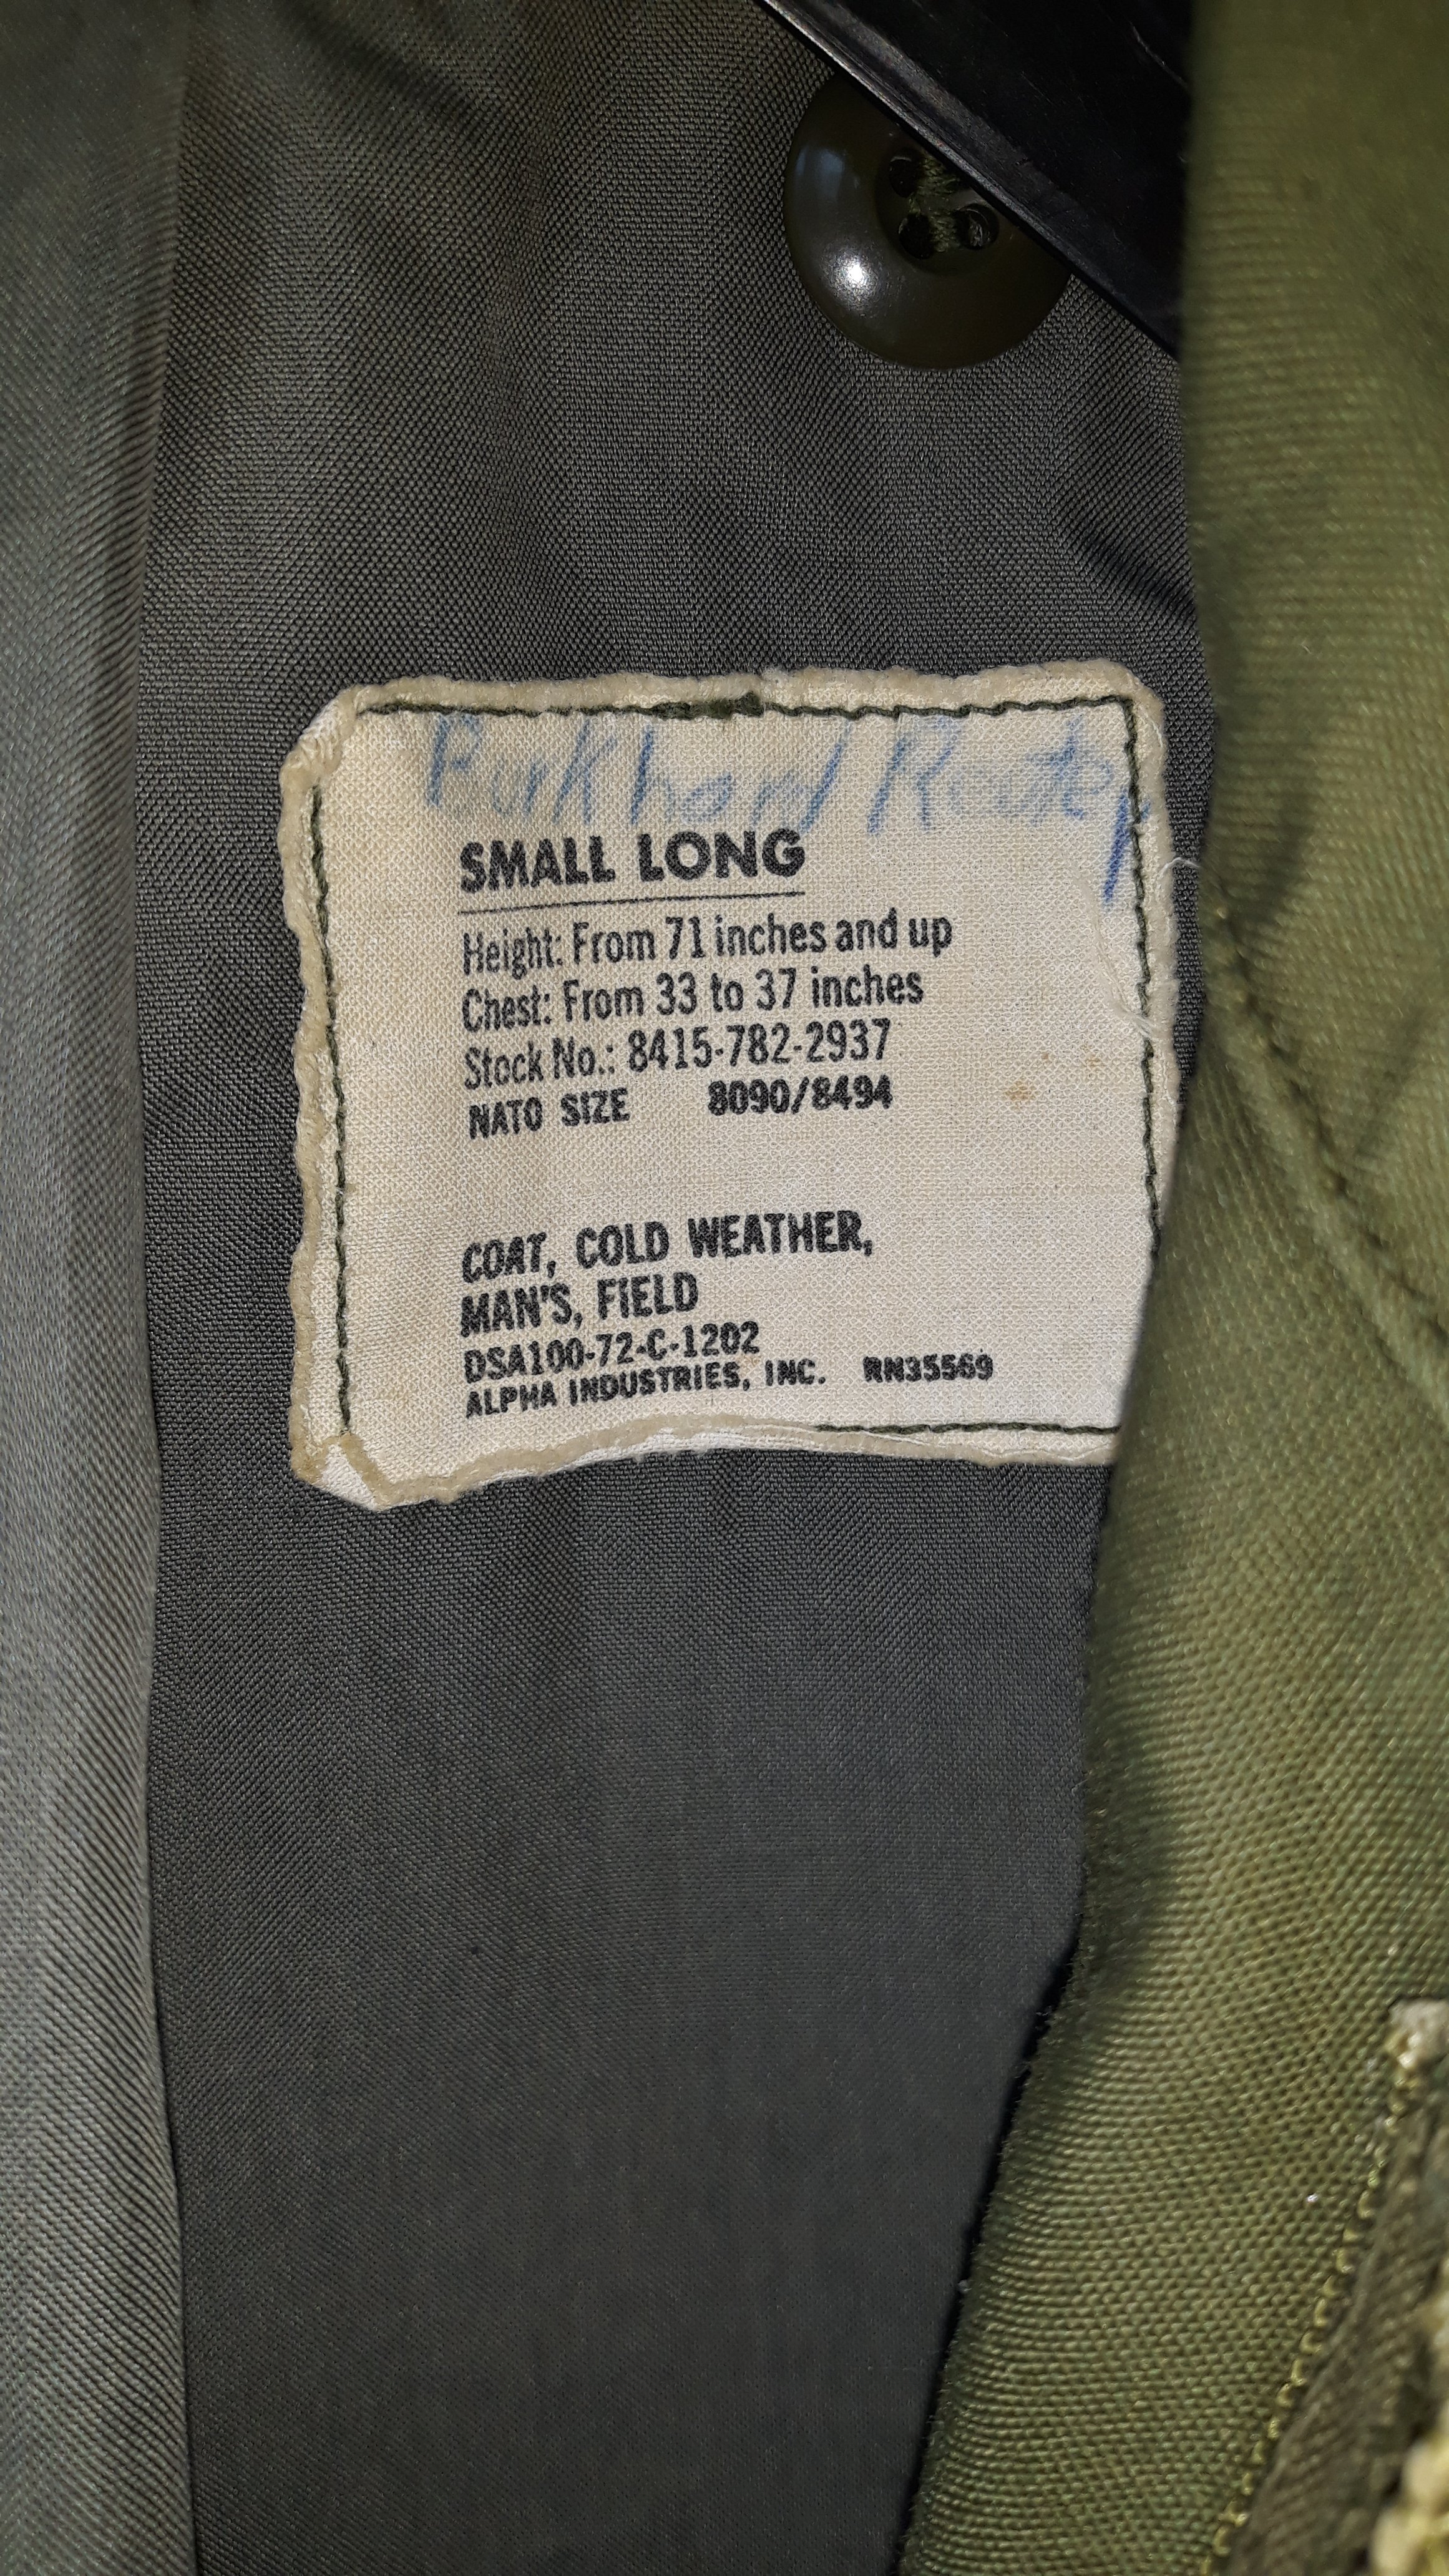 SMALL LONG
Height: From 71 inches and up
Chest: From 33 to 37 inches
Stock No.: 8415-782-2937
NATO SIZE 8090/8494
COAT, COLD WEATHER,
MAN'S, FIELD
DSA100-72-C-1202
ALPHA INDUSTRIES, INC. RN35569